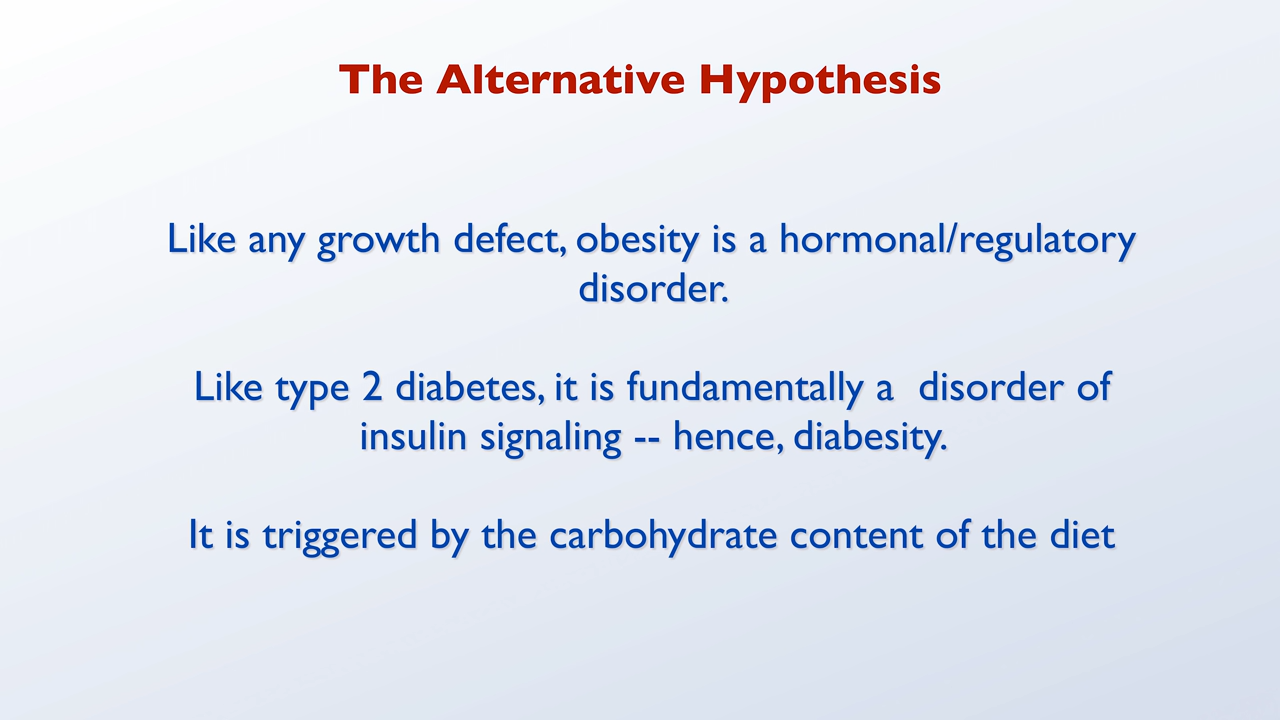 The Alternative Hypothesis
Like any growth defect, obesity is a hormonal/regulatory
disorder.
Like type 2 diabetes, it is fundamentally a  disorder of
insulin signaling -- hence, diabesity.
It is triggered by the carbohydrate content of the diet